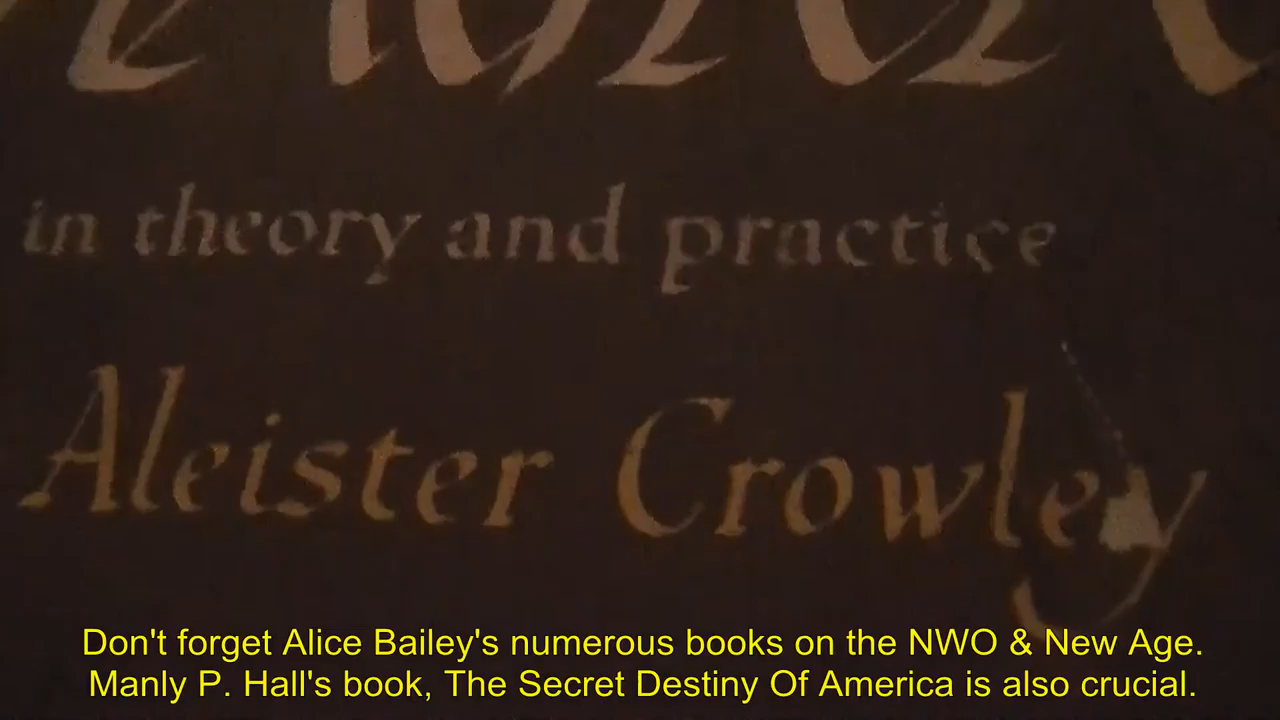 in theory and practice
Aleister Crowley
Don't forget Alice Bailey's numerous books on the NWO & New Age.
Manly P. Hall's book, The Secret Destiny Of America is also crucial.